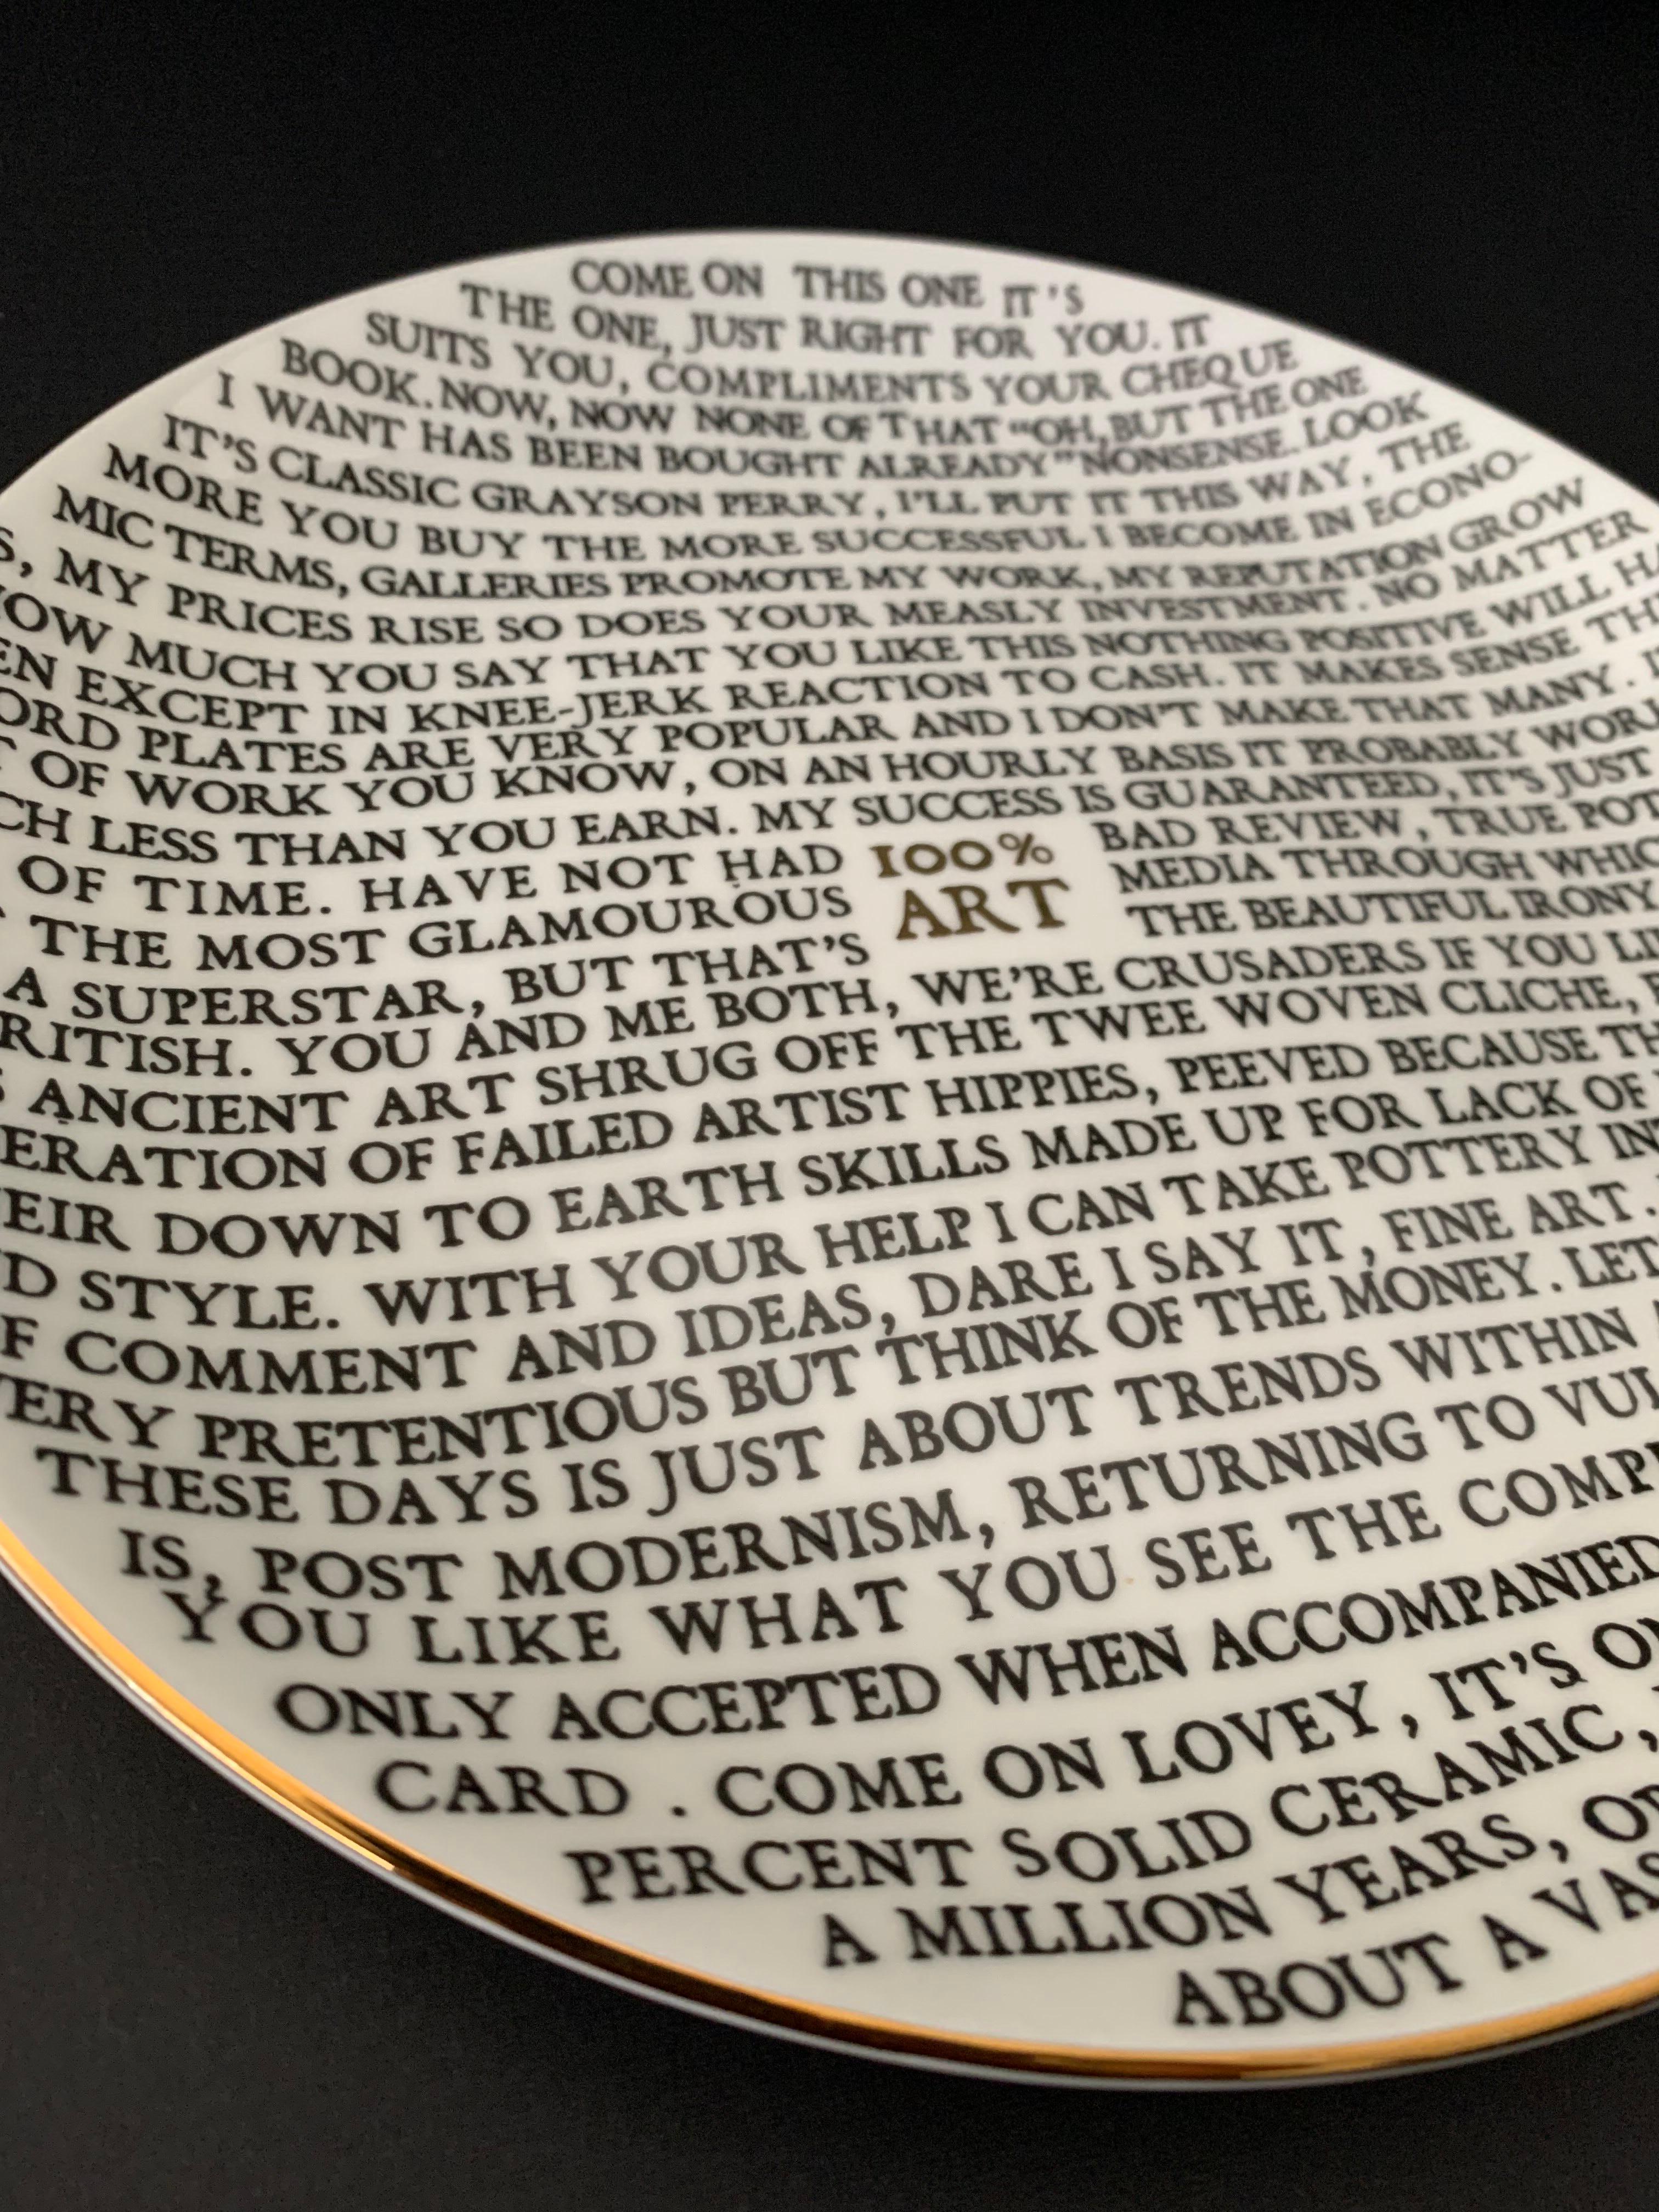 COME ON THIS ONE IT'S
THE ONE, JUST RIGHT FOR YOU. IT
SUITS YOU, COMPLIMENTS YOUR CHEQUE
BOOK. NOW, NOW NONE OF THAT "OH, BUT THE ONE
I WANT HAS BEEN BOUGHT ALREADY" NONSENSE. LOOK
IT'S CLASSIC GRAYSON PERRY, I'LL PUT IT THIS WAY, THE
MORE YOU BUY THE MORE SUCCESSFUL I BECOME IN ECONO-
MIC TERMS, GALLERIES PROMOTE MY WORK, MY REPUTATION GROW
S, MY PRICES RISE SO DOES YOUR MEASLY INVESTMENT. NO MATTER
HOW MUCH YOU SAY THAT YOU LIKE THIS NOTHING POSITIVE WILL HA
EN EXCEPT IN KNEE-JERK REACTION TO CASH. IT MAKES SENSE
ORD PLATES ARE VERY POPULAR AND I DON'T MAKE THAT MANY.
OF WORK YOU KNOW, ON AN HOURLY BASIS IT PROBABLY
CH LESS THAN YOU EARN. MY SUCCESS IS GUARANTEED, IT'S JUST
OF TIME. HAVE NOT HAD 100% BAD REVIEW, TRUE POT
THE MOST GLAMOUROUS ART MEDIA THROUGH WHIC
A SUPERSTAR, BUT THAT'S THE BEAUTIFUL IRONY
RITISH. YOU AND ME BOTH, WE'RE CRUSADERS IF YOU LI
ANCIENT ART SHRUG OFF THE TWEE WOVEN CLICHE,
ERATION OF FAILED ARTIST HIPPIES, PEEVED BECAUSE TH
EIR DOWN TO EARTH SKILLS MADE UP FOR LACK OF
D STYLE. WITH YOUR HELP I CAN TAKE POTTERY IN
F COMMENT AND IDEAS, DARE I SAY IT, FINE ART.
ERY PRETENTIOUS BUT THINK OF THE MONEY. LET
THESE DAYS IS JUST ABOUT TRENDS WITHIN
IS, POST MODERNISM, RETURNING TO VUL
YOU LIKE WHAT YOU SEE THE COMP
ONLY ACCEPTED WHEN ACCOMPANIED
CARD. COME ON LOVEY, IT'S
PERCENT SOLID CERAMIC,
A MILLION YEARS, OR
ABOUT A VAS